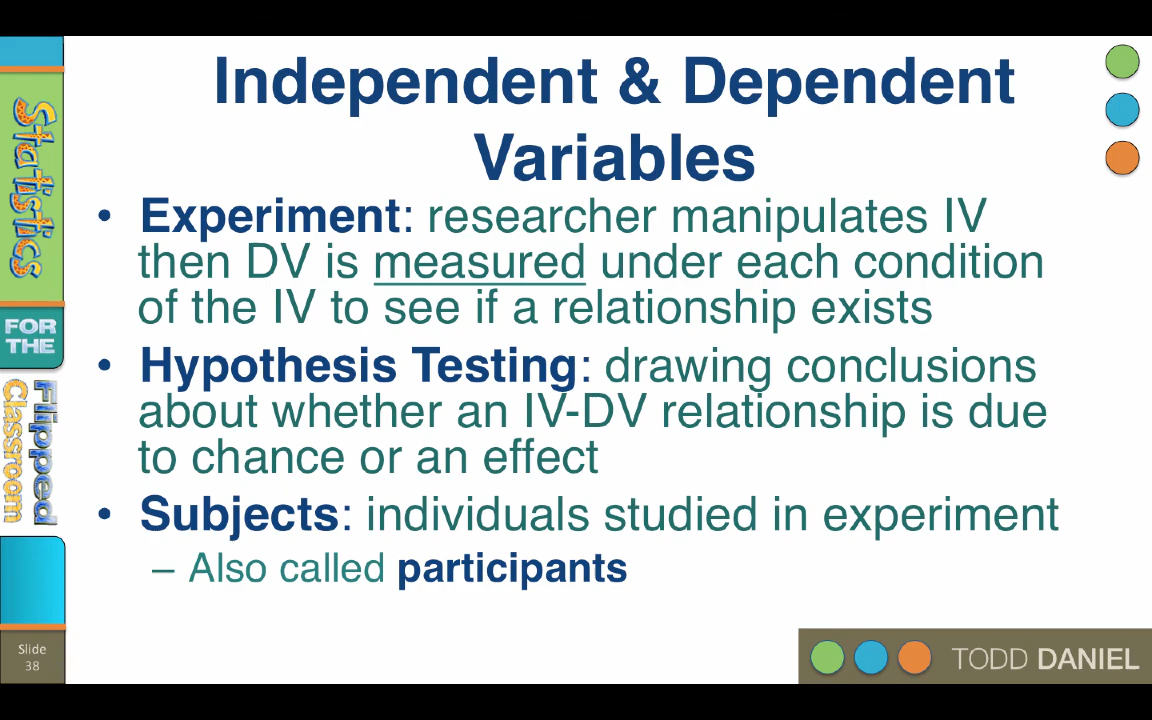 Independent & Dependent
Variables
• Experiment: researcher manipulates IV
then DV is measured under each condition
of the IV to see if a relationship exists
• Hypothesis Testing: drawing conclusions
about whether an IV-DV relationship is due
to chance or an effect
• Subjects: individuals studied in experiment
– Also called participants
Statistics
FOR
THE
Flipped
Classroom
Slide
38
TODD DANIEL